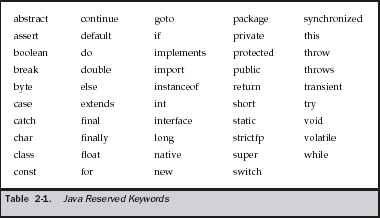 abstract continue goto package synchronized
assert default if private this
boolean do implements protected throw
break double import public throws
byte else instanceof return transient
case extends int short try
catch final interface static void
char finally long strictfp volatile
class float native super while
const for new switch
Table 2-1. Java Reserved Keywords